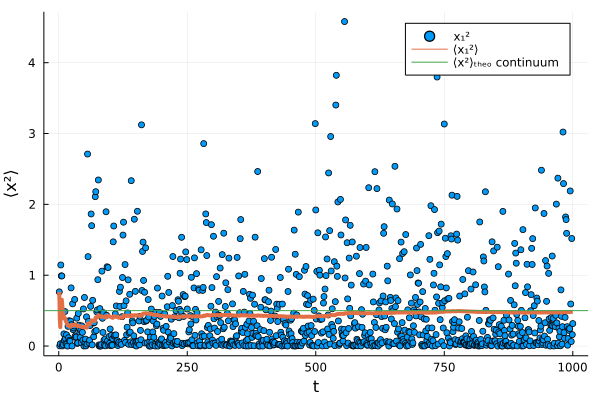 x₁²
⟨x₁²⟩
⟨x²⟩ₜₕₑₒ continuum
⟨x²⟩
4
3
2
1
0
0 250 500 750 1000
t